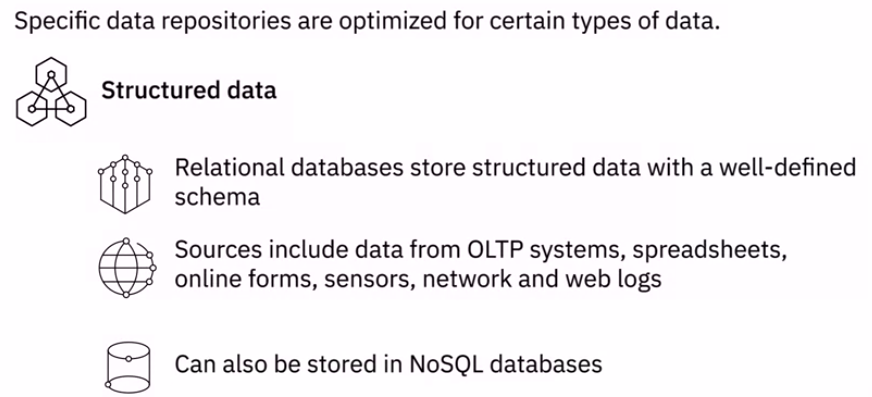 Specific data repositories are optimized for certain types of data.
Structured data
Relational databases store structured data with a well-defined
schema
Sources include data from OLTP systems, spreadsheets,
online forms, sensors, network and web logs
Can also be stored in NoSQL databases